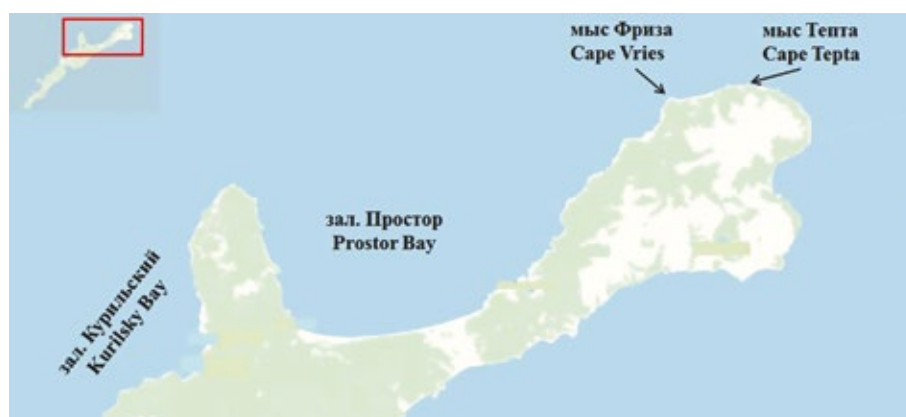 мыс Фриза
Cape Vries
мыс Тепта
Cape Tepta
зал. Простор
Prostor Bay
зал. Курильский
Kurilsky Bay